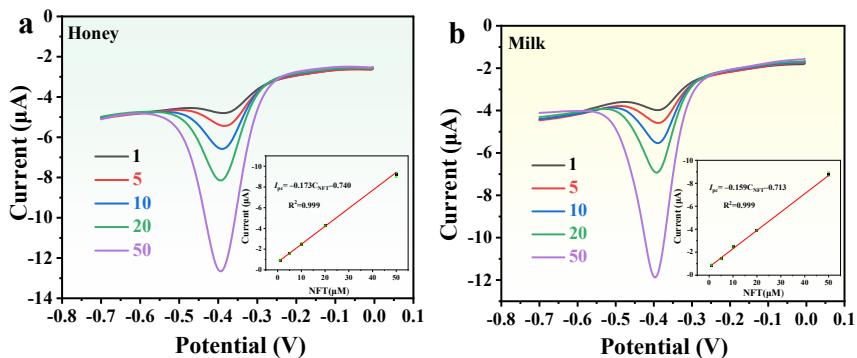 a
Honey
Current (μA)
-2
-4
-6
-8
-10
-12
-14
1
5
10
20
50
Current (μA)
-10
-8
-6
-4
-2
-0
I_pc= −0.173C_NFT−0.740
R²=0.999
0 10 20 30 40 50
NFT(μM)
-0.8 -0.7 -0.6 -0.5 -0.4 -0.3 -0.2 -0.1 0.0 0.1
Potential (V)
b
Milk
Current (μA)
0
-2
-4
-6
-8
-10
-12
1
5
10
20
50
Current (μA)
-10
-8
-6
-4
-2
-0
I_pc= −0.159C_NFT−0.713
R²=0.999
0 10 20 30 40 50
NFT(μM)
-0.8 -0.7 -0.6 -0.5 -0.4 -0.3 -0.2 -0.1 0.0 0.1
Potential (V)